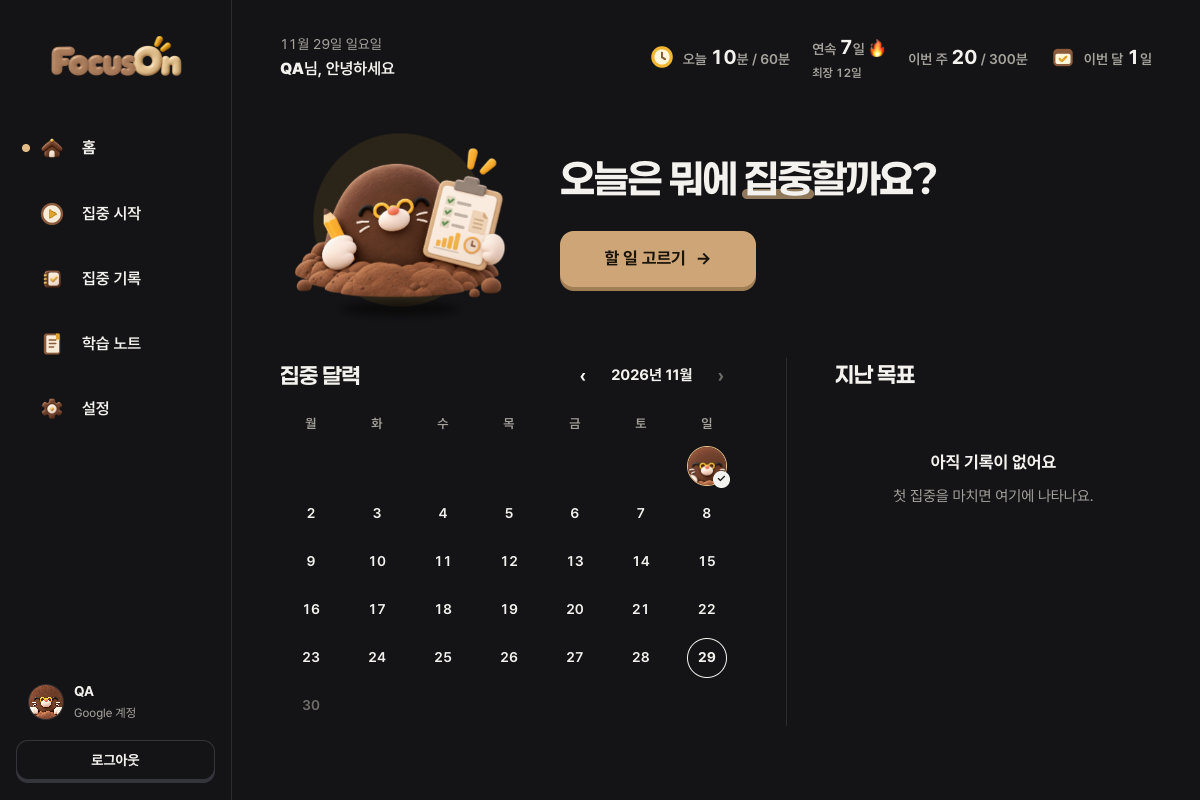 FocusOn
홈
집중 시작
집중 기록
학습 노트
설정
QA
Google 계정
로그아웃
11월 29일 일요일
QA님, 안녕하세요
오늘 10분 / 60분
연속 7일
최장 12일
이번 주 20 / 300분
이번 달 1일
오늘은 뭐에 집중할까요?
할 일 고르기 →
집중 달력
‹ 2026년 11월 ›
월 화 수 목 금 토 일
2 3 4 5 6 7 8
9 10 11 12 13 14 15
16 17 18 19 20 21 22
23 24 25 26 27 28 29
30
지난 목표
아직 기록이 없어요
첫 집중을 마치면 여기에 나타나요.